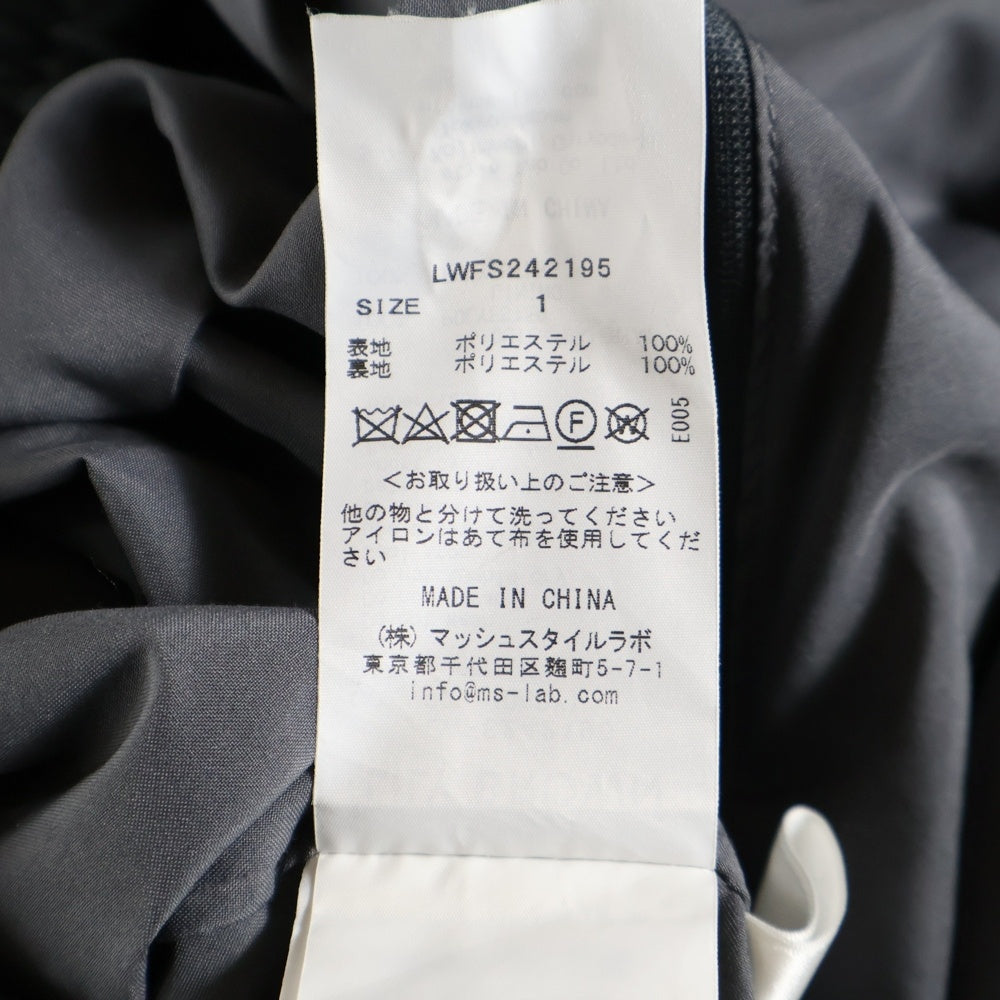 LWFS242195
SIZE 1
表地 ポリエステル 100%
裏地 ポリエステル 100%
F W
E005
<お取り扱い上のご注意>
他の物と分けて洗ってください
アイロンはあて布を使用してくだ
さい
MADE IN CHINA
(株)マッシュスタイルラボ
東京都千代田区麹町5-7-1
info@ms-lab.com